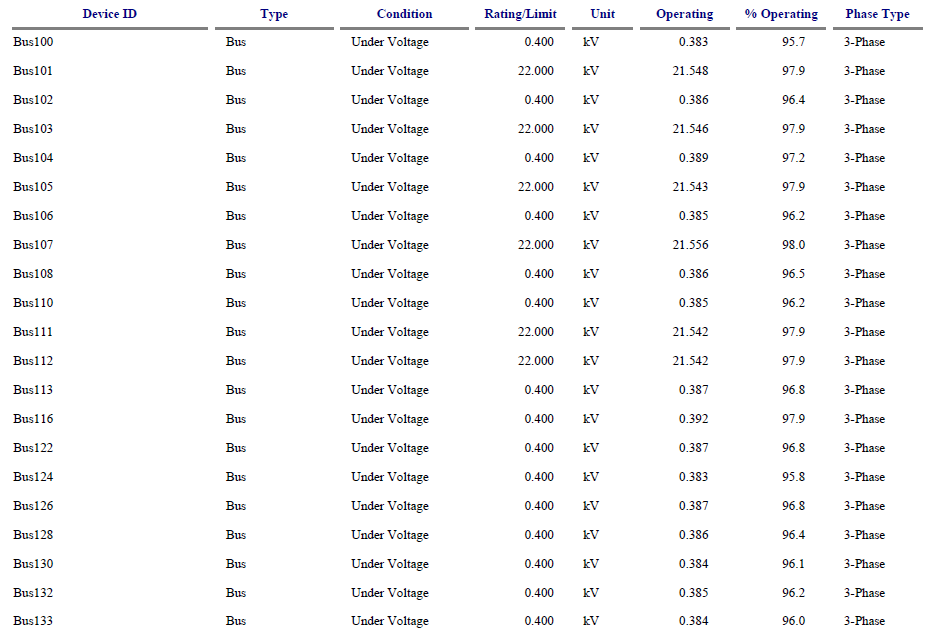 Device ID Type Condition Rating/Limit Unit Operating % Operating Phase Type
Bus100 Bus Under Voltage 0.400 kV 0.383 95.7 3-Phase
Bus101 Bus Under Voltage 22.000 kV 21.548 97.9 3-Phase
Bus102 Bus Under Voltage 0.400 kV 0.386 96.4 3-Phase
Bus103 Bus Under Voltage 22.000 kV 21.546 97.9 3-Phase
Bus104 Bus Under Voltage 0.400 kV 0.389 97.2 3-Phase
Bus105 Bus Under Voltage 22.000 kV 21.543 97.9 3-Phase
Bus106 Bus Under Voltage 0.400 kV 0.385 96.2 3-Phase
Bus107 Bus Under Voltage 22.000 kV 21.556 98.0 3-Phase
Bus108 Bus Under Voltage 0.400 kV 0.386 96.5 3-Phase
Bus110 Bus Under Voltage 0.400 kV 0.385 96.2 3-Phase
Bus111 Bus Under Voltage 22.000 kV 21.542 97.9 3-Phase
Bus112 Bus Under Voltage 22.000 kV 21.542 97.9 3-Phase
Bus113 Bus Under Voltage 0.400 kV 0.387 96.8 3-Phase
Bus116 Bus Under Voltage 0.400 kV 0.392 97.9 3-Phase
Bus122 Bus Under Voltage 0.400 kV 0.387 96.8 3-Phase
Bus124 Bus Under Voltage 0.400 kV 0.383 95.8 3-Phase
Bus126 Bus Under Voltage 0.400 kV 0.387 96.8 3-Phase
Bus128 Bus Under Voltage 0.400 kV 0.386 96.4 3-Phase
Bus130 Bus Under Voltage 0.400 kV 0.384 96.1 3-Phase
Bus132 Bus Under Voltage 0.400 kV 0.385 96.2 3-Phase
Bus133 Bus Under Voltage 0.400 kV 0.384 96.0 3-Phase